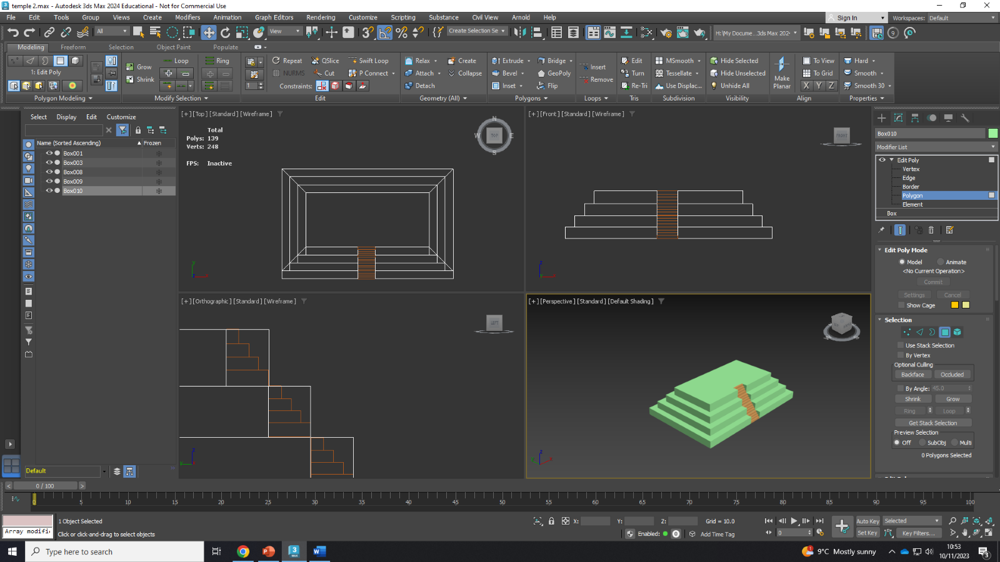 temple 2.max - Autodesk 3ds Max 2024 Educational - Not for Commercial Use
File Edit Tools Group Views Create Modifiers Animation Graph Editors Rendering Customize Scripting Substance Civil View Arnold Help
Sign In Workspaces: Default
All View Create Selection Se H:\My Docume...3ds Max 202
Modeling Freeform Selection Object Paint Populate
1: Edit Poly
Polygon Modeling
Grow Shrink Loop Ring
Modify Selection
Repeat QSlice Swift Loop
NURMS Cut P Connect
Constraints:
Edit
Relax Create
Attach Collapse
Detach
Geometry (All)
Extrude Bridge
Bevel GeoPoly
Inset Flip
Polygons
Insert
Remove
Loops
Edit
Turn
Re-Tri
Tris
MSmooth
Tessellate
Use Displac...
Subdivision
Hide Selected
Hide Unselected
Unhide All
Visibility
Make Planar
To View
To Grid
X Y Z
Align
Hard
Smooth
Smooth 30
Properties
Select Display Edit Customize
Name (Sorted Ascending) Frozen
Box001
Box003
Box008
Box009
Box010
Default
[+] [Top] [Standard] [Wireframe]
Total
Polys: 139
Verts: 248
FPS: Inactive
N
W TOP E
S
[+] [Front] [Standard] [Wireframe]
FRONT
[+] [Orthographic] [Standard] [Wireframe]
LEFT
[+] [Perspective] [Standard] [Default Shading]
Box010
Modifier List
Edit Poly
Vertex
Edge
Border
Polygon
Element
Box
Edit Poly Mode
Model Animate
<No Current Operation>
Commit
Settings Cancel
Show Cage
Selection
Use Stack Selection
By Vertex
Optional Culling
Backface Occluded
By Angle: 45.0
Shrink Grow
Ring Loop
Get Stack Selection
Preview Selection
Off SubObj Multi
0 Polygons Selected
< 0 / 100 >
0 5 10 15 20 25 30 35 40 45 50 55 60 65 70 75 80 85 90 95 100
1 Object Selected
Array modifi
Click or click-and-drag to select objects
X: Y: Z: Grid = 10.0
Enabled: 0 Add Time Tag
0
Auto Key Selected
Set Key Key Filters...
Type here to search
9°C Mostly sunny
10:53
10/11/2023
3